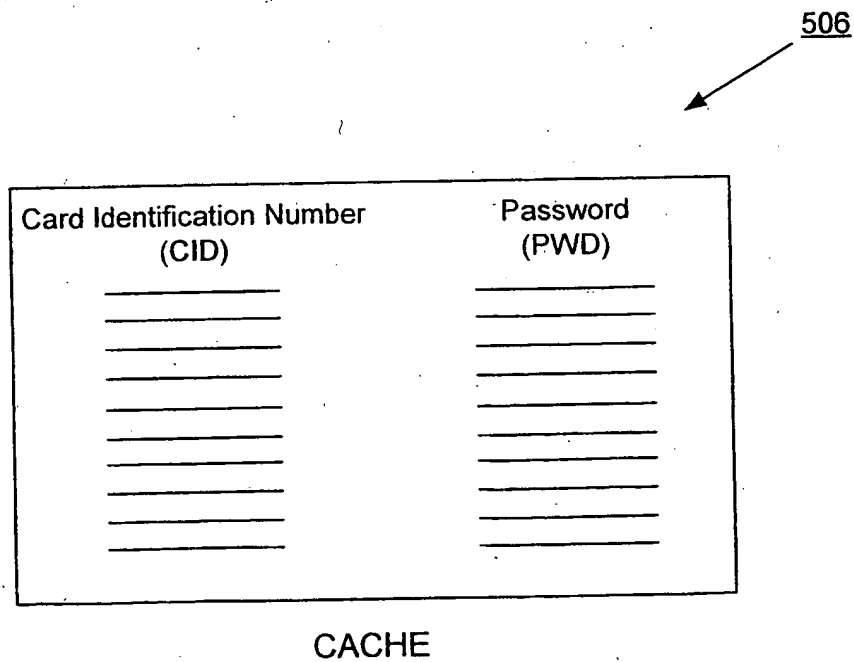 506
Card Identification Number
(CID)
Password
(PWD)
CACHE